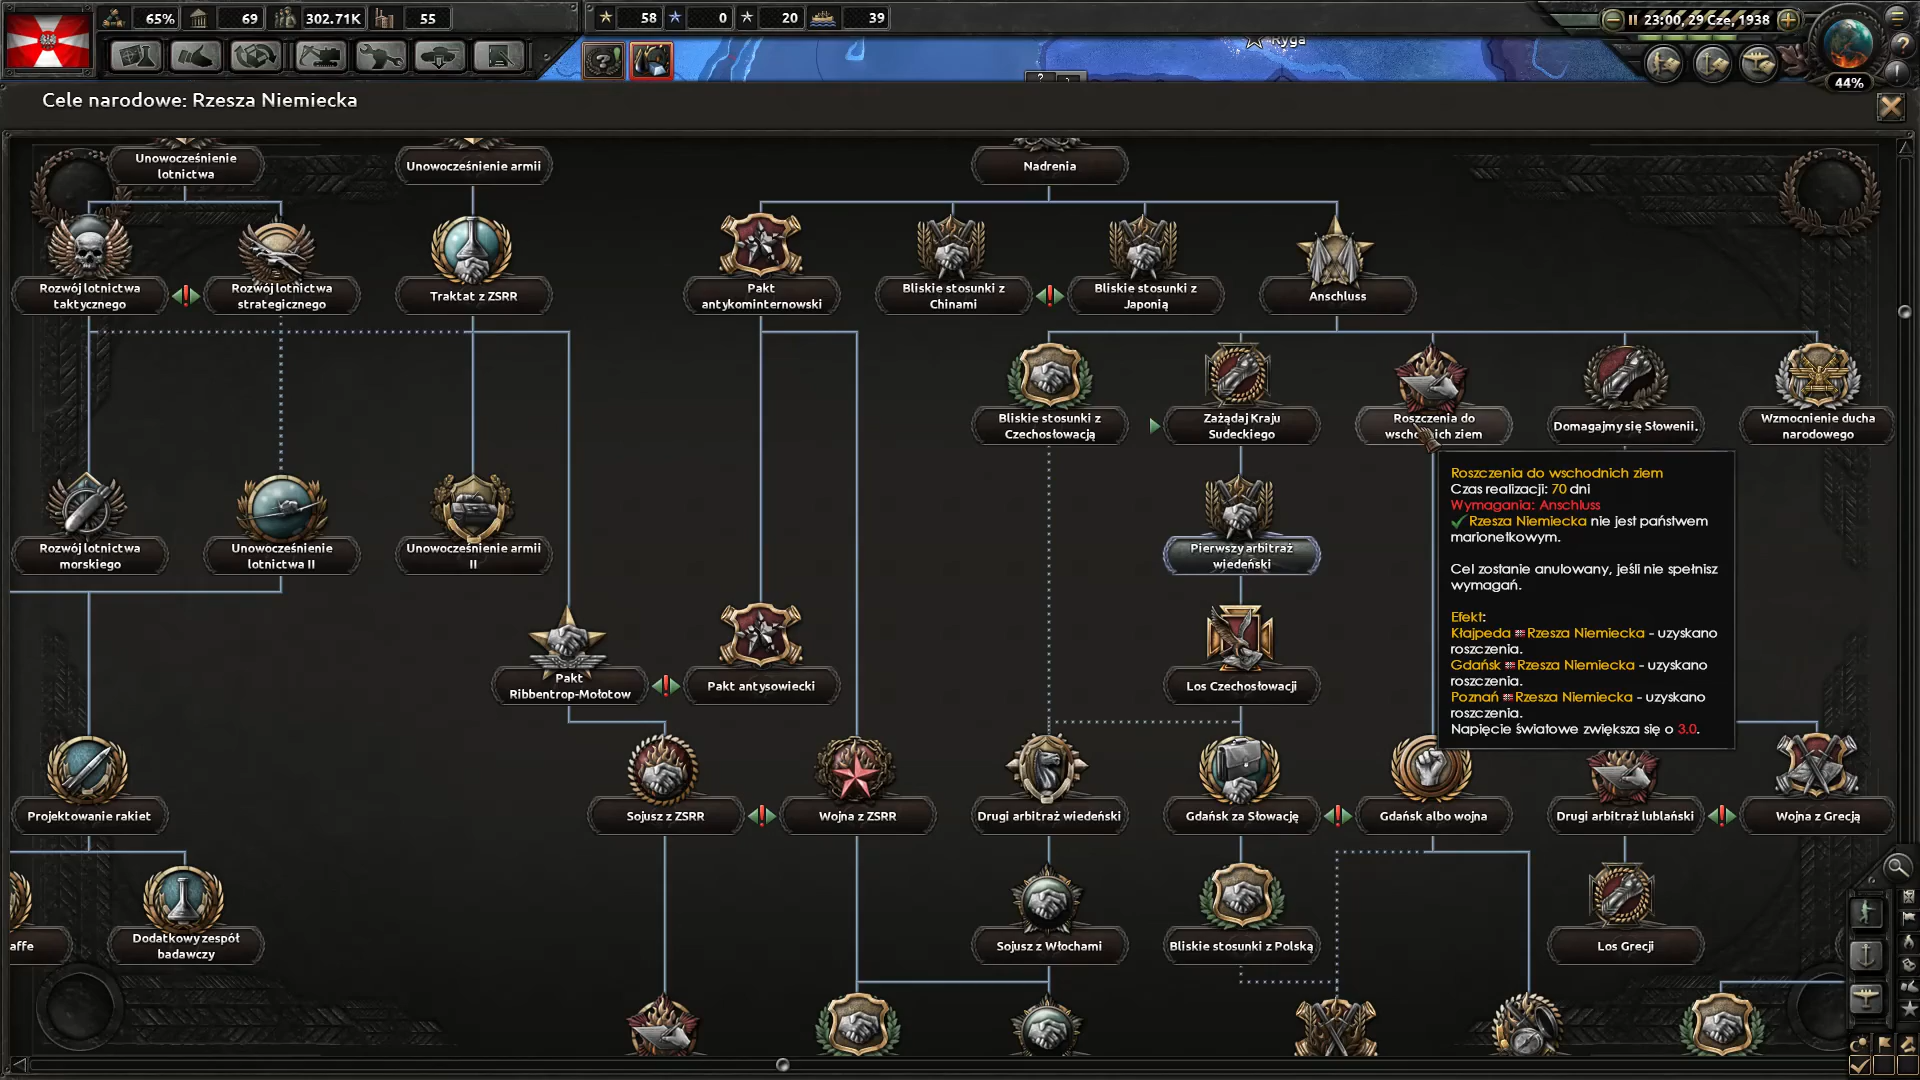 65%
69
302.71K
55
58
0
20
39
23:00, 29 Cze, 1938
44%
Ryga
Cele narodowe: Rzesza Niemiecka
Unowocześnienie
lotnictwa
Unowocześnienie armii
Nadrenia
Rozwój lotnictwa
taktycznego
Rozwój lotnictwa
strategicznego
Traktat z ZSRR
Pakt
antykominternowski
Bliskie stosunki z
Chinami
Bliskie stosunki z
Japonią
Anschluss
Bliskie stosunki z
Czechosłowacją
Zażądaj Kraju
Sudeckiego
Roszczenia do
wschodnich ziem
Domagajmy się Słowenii.
Wzmocnienie ducha
narodowego
Roszczenia do wschodnich ziem
Czas realizacji: 70 dni
Wymagania: Anschluss
Rzesza Niemiecka nie jest państwem
marionetkowym.
Cel zostanie anulowany, jeśli nie spełnisz
wymagań.
Efekt:
Kłajpeda Rzesza Niemiecka - uzyskano
roszczenia.
Gdańsk Rzesza Niemiecka - uzyskano
roszczenia.
Poznań Rzesza Niemiecka - uzyskano
roszczenia.
Napięcie światowe zwiększa się o 3.0.
Rozwój lotnictwa
morskiego
Unowocześnienie
lotnictwa II
Unowocześnienie armii
II
Pierwszy arbitraż
wiedeński
Pakt
Ribbentrop-Mołotow
Pakt antysowiecki
Los Czechosłowacji
Projektowanie rakiet
Sojusz z ZSRR
Wojna z ZSRR
Drugi arbitraż wiedeński
Gdańsk za Słowację
Gdańsk albo wojna
Drugi arbitraż lublański
Wojna z Grecją
affe
Dodatkowy zespół
badawczy
Sojusz z Włochami
Bliskie stosunki z Polską
Los Grecji